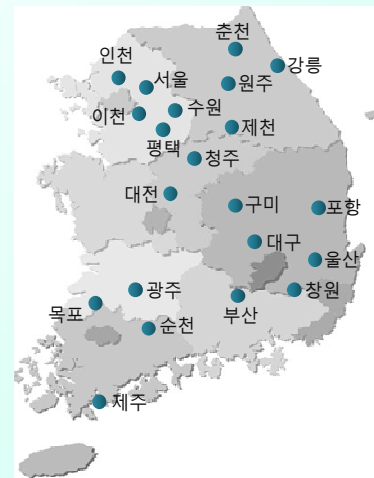 춘천
강릉
인천
서울
원주
이천
수원
제천
평택
청주
대전
구미
포항
대구
울산
광주
창원
부산
목포
순천
제주